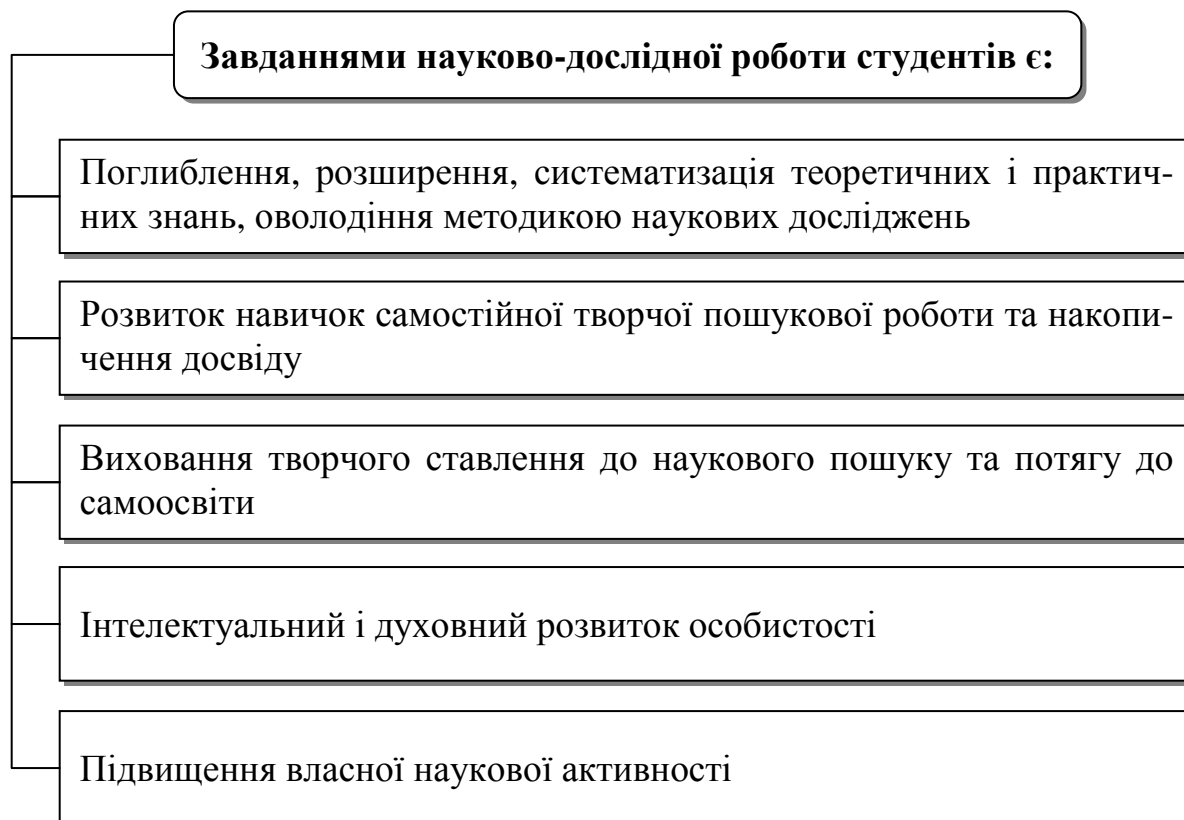 Завданнями науково-дослідної роботи студентів є:
Поглиблення, розширення, систематизація теоретичних і практич-
них знань, оволодіння методикою наукових досліджень
Розвиток навичок самостійної творчої пошукової роботи та накопи-
чення досвіду
Виховання творчого ставлення до наукового пошуку та потягу до
самоосвіти
Інтелектуальний і духовний розвиток особистості
Підвищення власної наукової активності